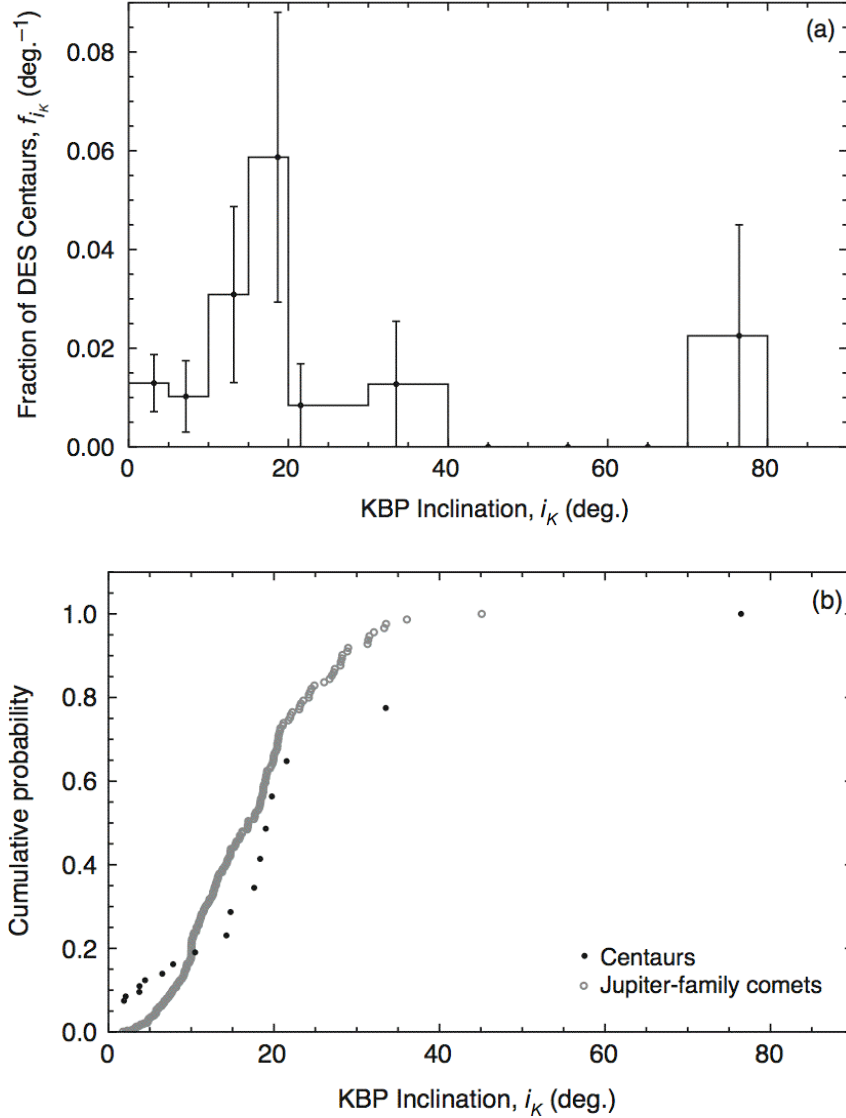 (a)
Fraction of DES Centaurs, f_{i_K} (deg.⁻¹)
0.08
0.06
0.04
0.02
0.00
0 20 40 60 80
KBP Inclination, i_K (deg.)
(b)
Cumulative probability
1.0
0.8
0.6
0.4
0.2
0.0
Centaurs
Jupiter-family comets
0 20 40 60 80
KBP Inclination, i_K (deg.)